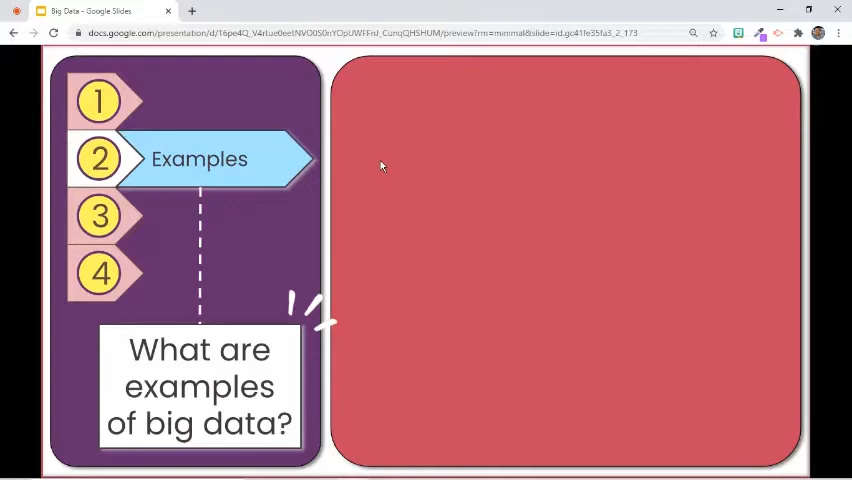 Big Data - Google Slides
docs.google.com/presentation/d/16pe4Q_V4rLue0eetNVO0S0nYOpUWFFnJ_CunqQHSHUM/preview?rm=minimal&slide=id.gc41fe35fa3_2_173
1
2 Examples
3
4
What are
examples
of big data?